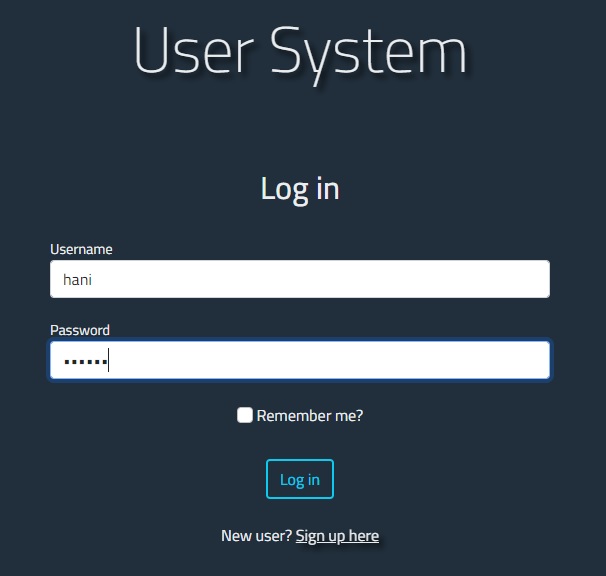 User System
Log in
Username
hani
Password
••••••
Remember me?
Log in
New user? Sign up here